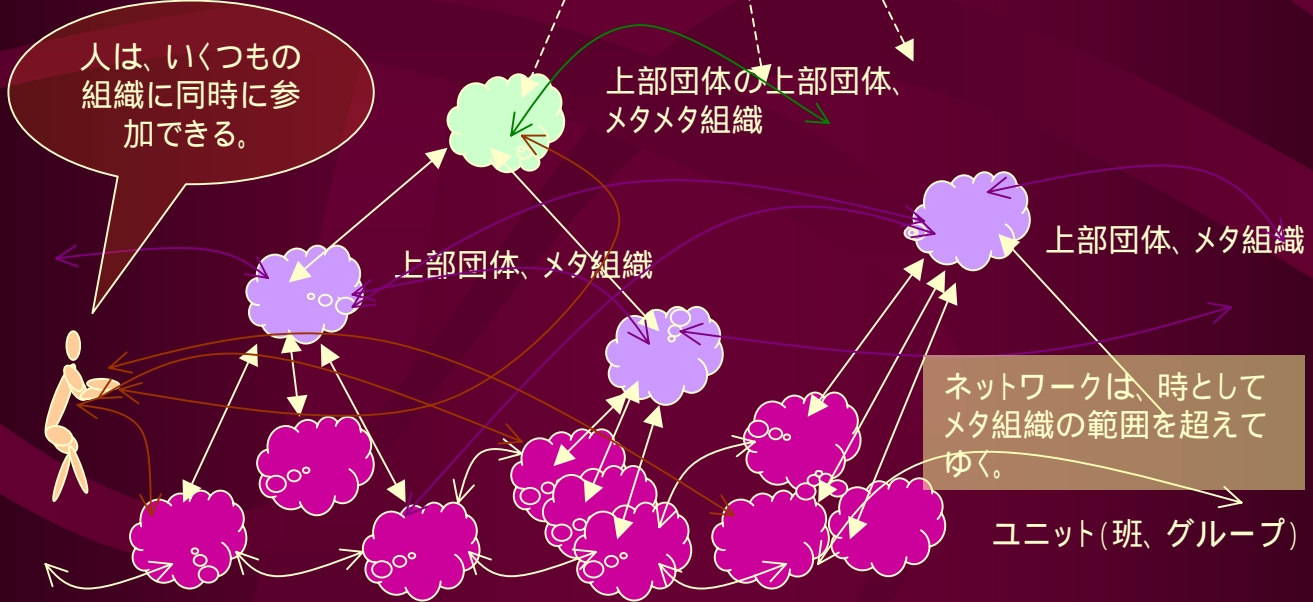 人は、いくつもの
組織に同時に参
加できる。
上部団体の上部団体、
メタメタ組織
上部団体、メタ組織
上部団体、メタ組織
ネットワークは、時として
メタ組織の範囲を超えて
ゆく。
ユニット(班、グループ)